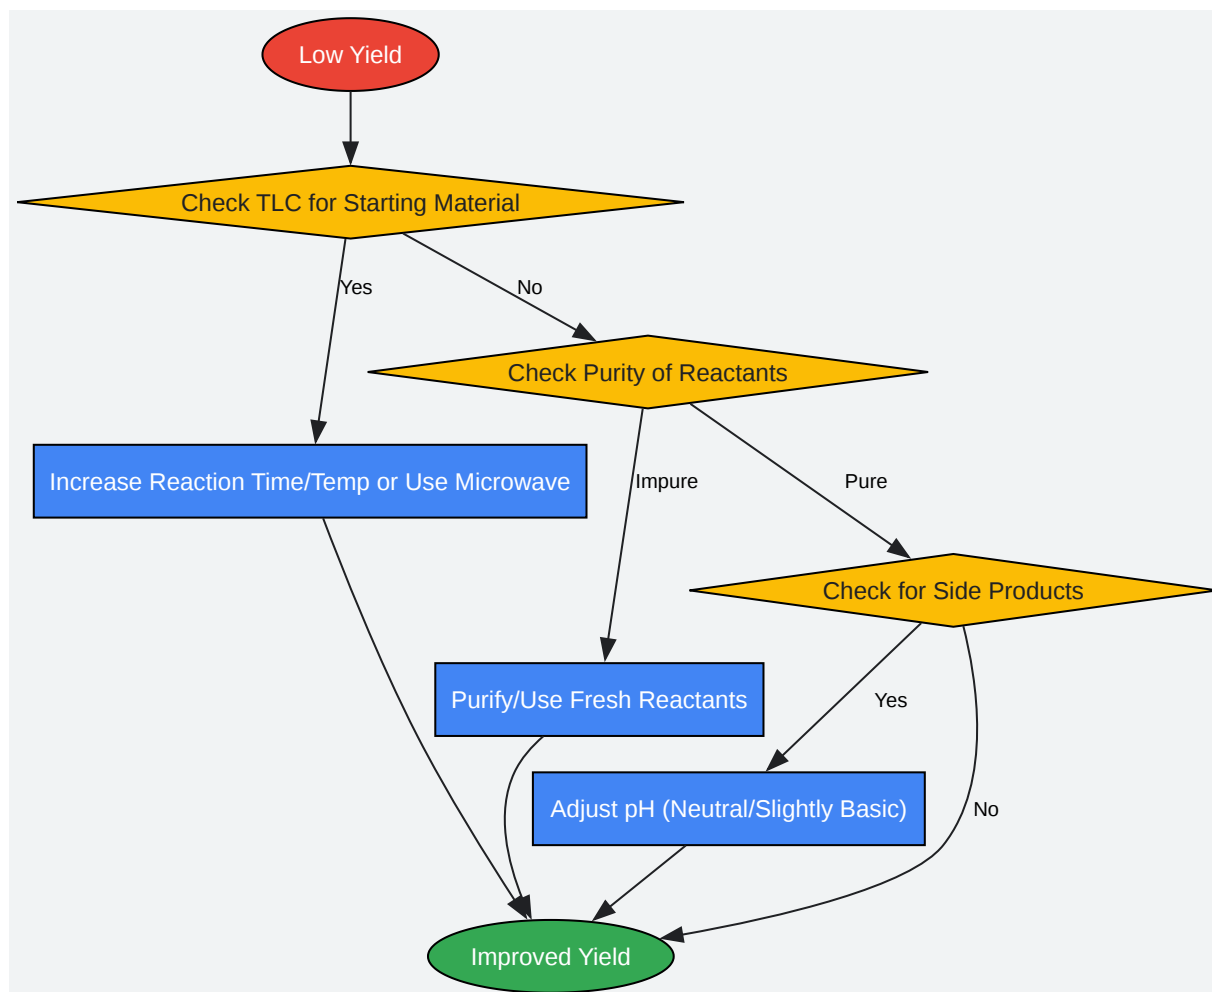 Low Yield
Check TLC for Starting Material
Yes
No
Check Purity of Reactants
Increase Reaction Time/Temp or Use Microwave
Impure
Pure
Check for Side Products
Purify/Use Fresh Reactants
Yes
Adjust pH (Neutral/Slightly Basic)
No
Improved Yield